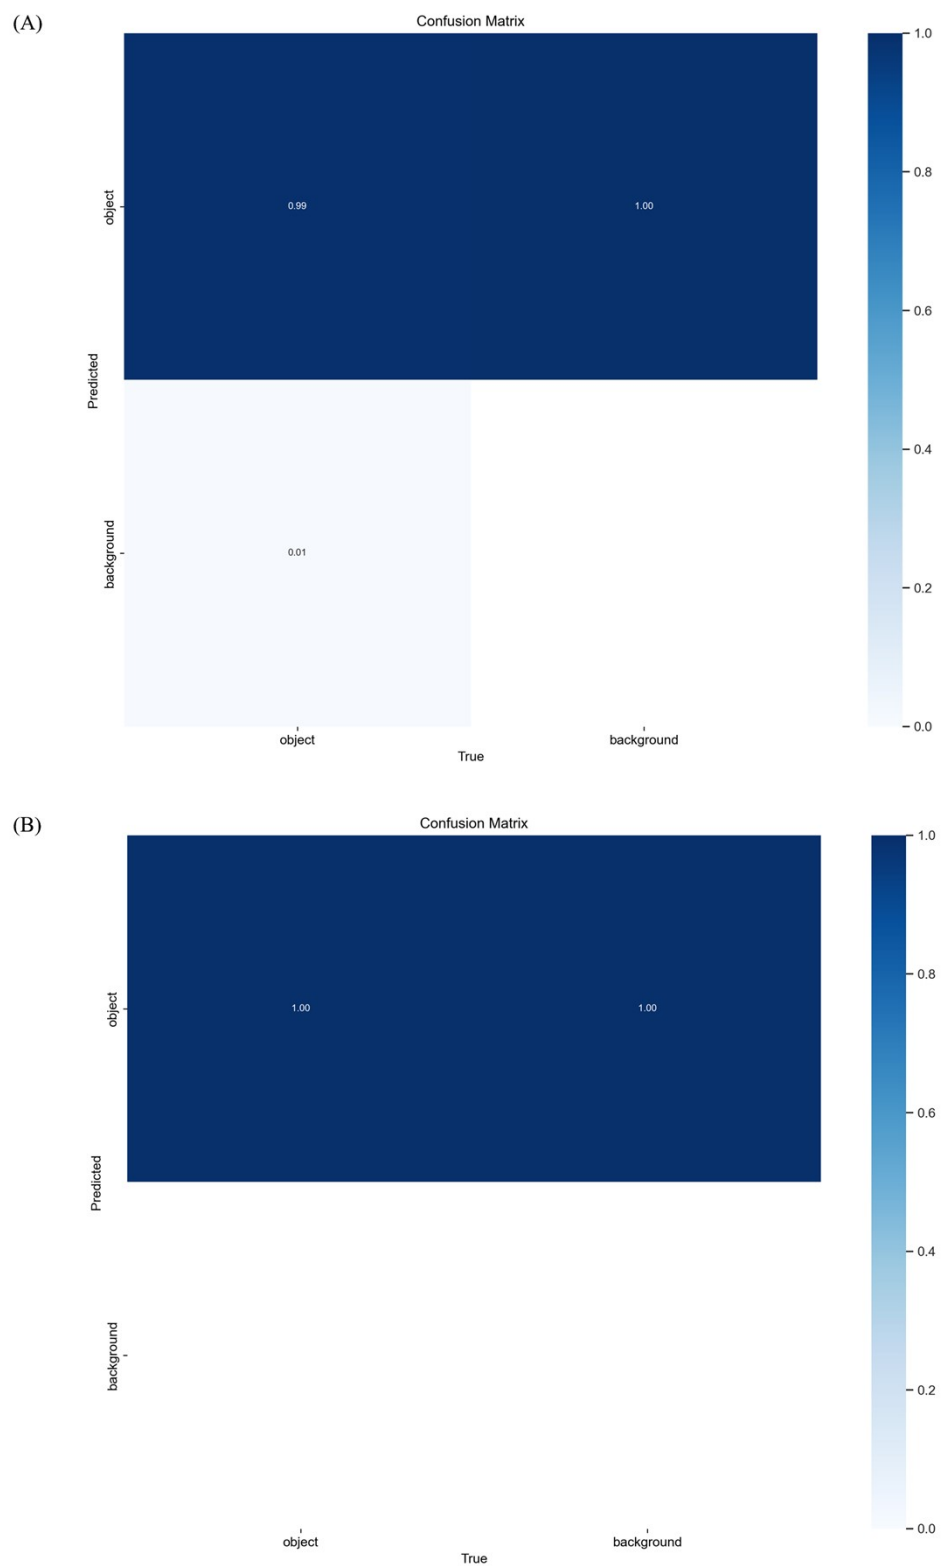 (A)
Confusion Matrix
1.0
0.8
0.6
0.4
0.2
0.0
object
0.99
1.00
Predicted
background
0.01
object
background
True
(B)
Confusion Matrix
1.0
0.8
0.6
0.4
0.2
0.0
object
1.00
1.00
Predicted
background
object
background
True